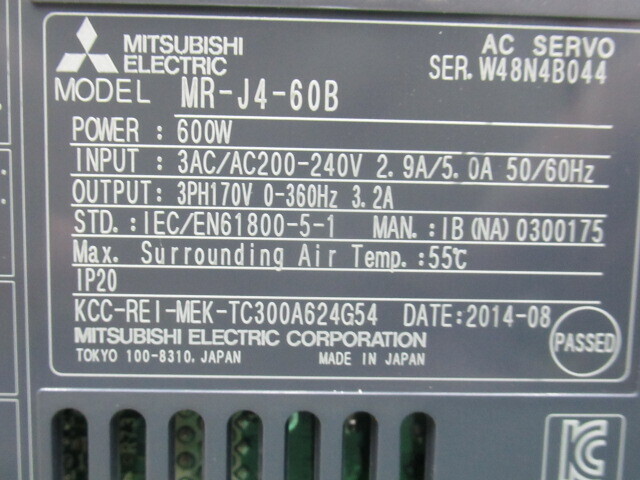 MITSUBISHI
ELECTRIC
AC SERVO
SER. W48N4B044
MODEL MR-J4-60B
POWER : 600W
INPUT : 3AC/AC200-240V 2.9A/5.0A 50/60Hz
OUTPUT: 3PH170V 0-360Hz 3.2A
STD. : IEC/EN61800-5-1 MAN. : IB(NA)0300175
Max. Surrounding Air Temp. :55℃
IP20
KCC-REI-MEK-TC300A624G54 DATE:2014-08
MITSUBISHI ELECTRIC CORPORATION
TOKYO 100-8310, JAPAN MADE IN JAPAN
PASSED